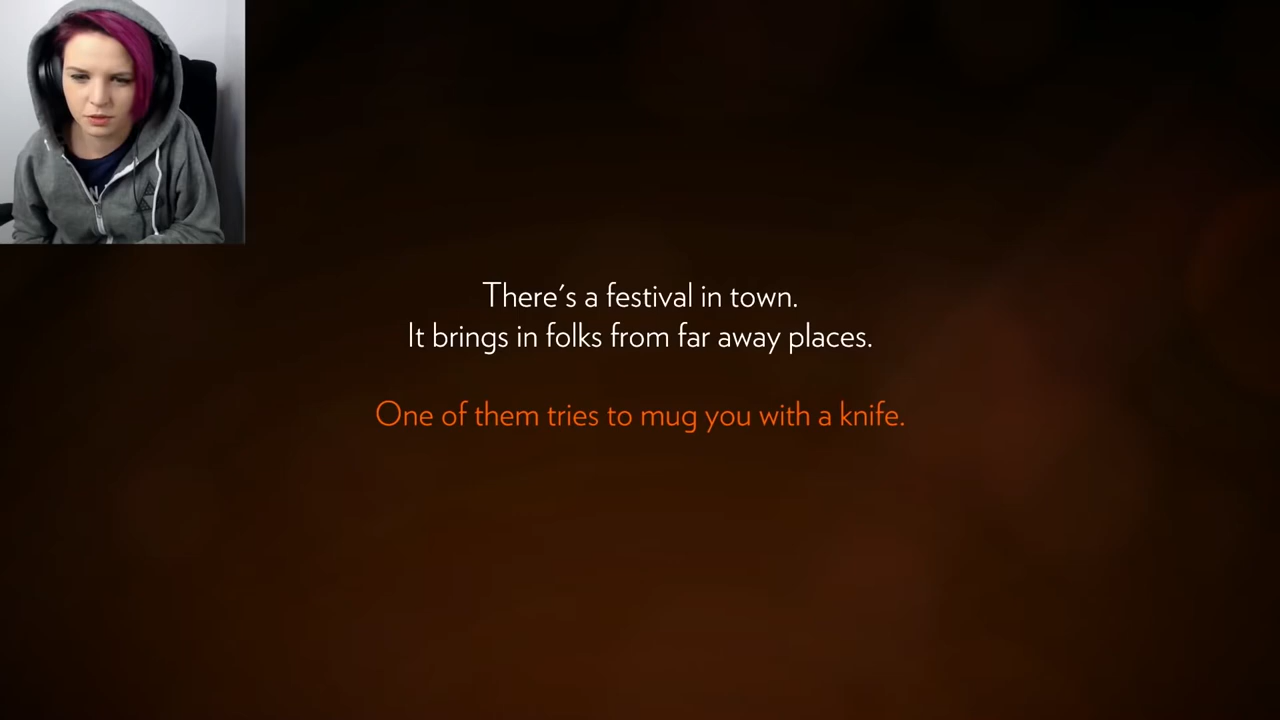 There's a festival in town.
It brings in folks from far away places.
One of them tries to mug you with a knife.